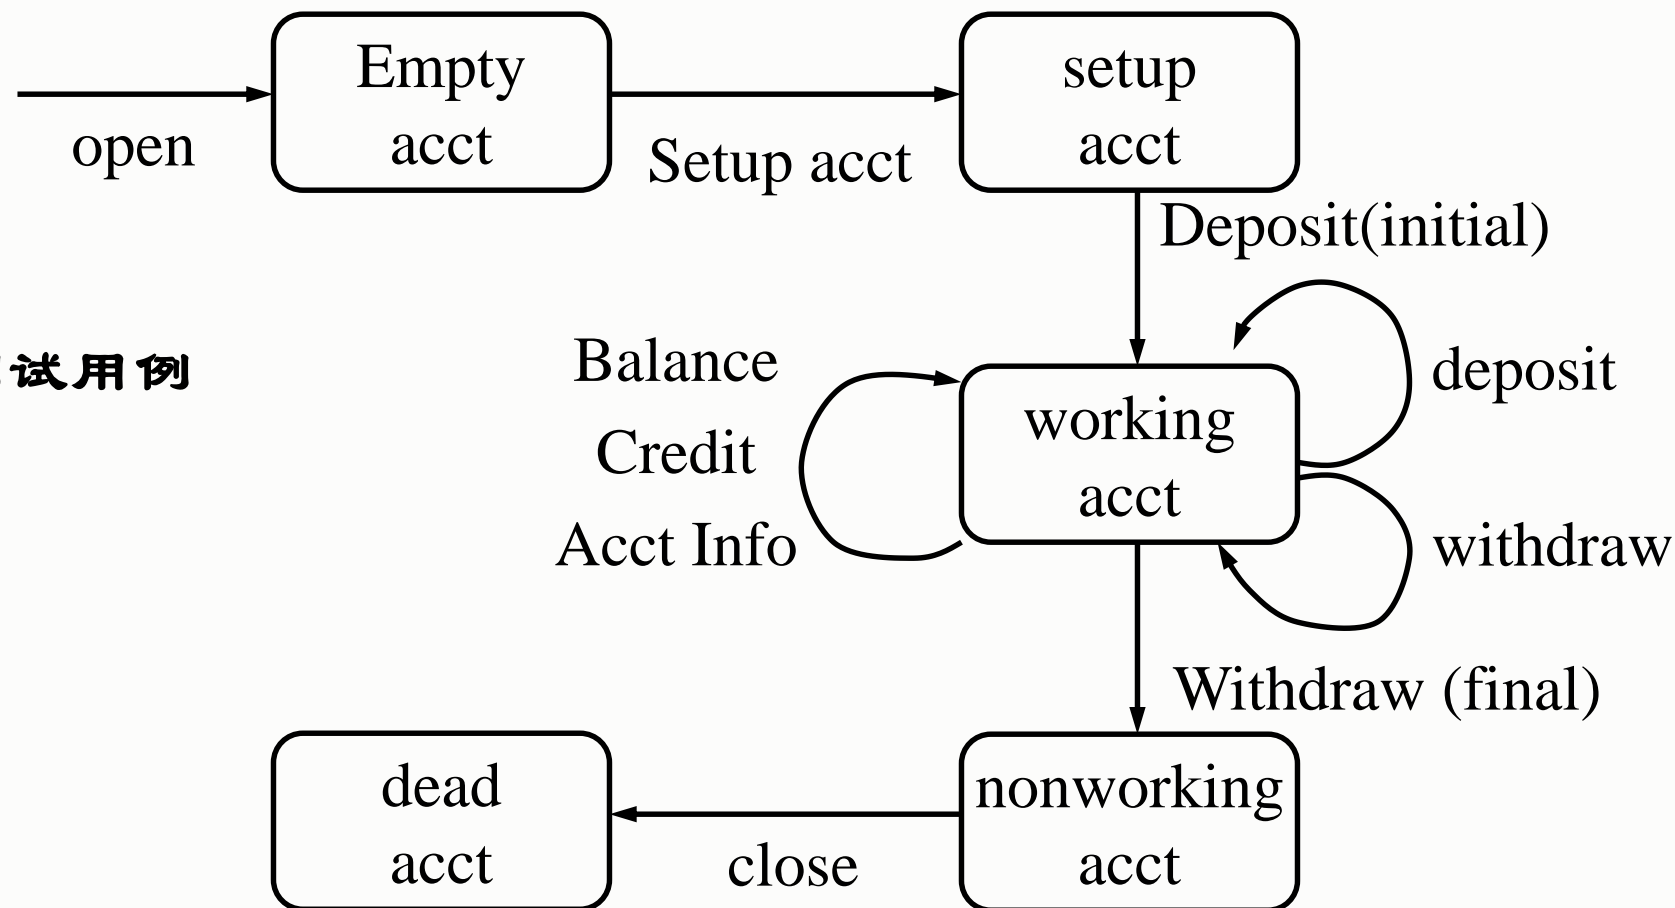 Empty
acct
setup
acct
open
Setup acct
Deposit(initial)
试用例
Balance
Credit
Acct Info
working
acct
deposit
withdraw
Withdraw (final)
dead
acct
close
nonworking
acct